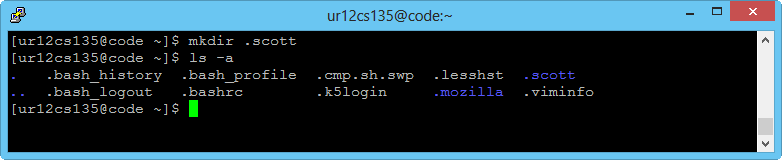 ur12cs135@code:~
[ur12cs135@code ~]$ mkdir .scott
[ur12cs135@code ~]$ ls -a
.   .bash_history  .bash_profile  .cmp.sh.swp  .lesshst  .scott
..  .bash_logout   .bashrc        .k5login     .mozilla  .viminfo
[ur12cs135@code ~]$